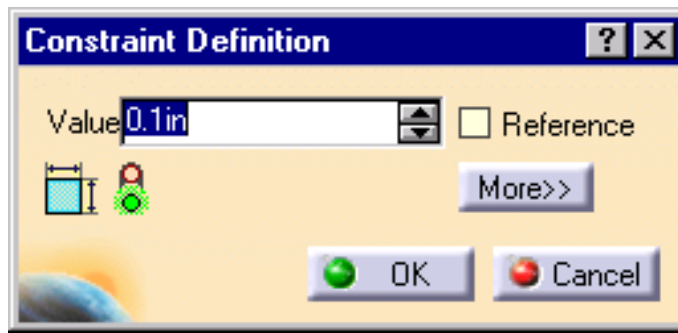 Constraint Definition
Value 0.1in Reference
More>>
OK Cancel